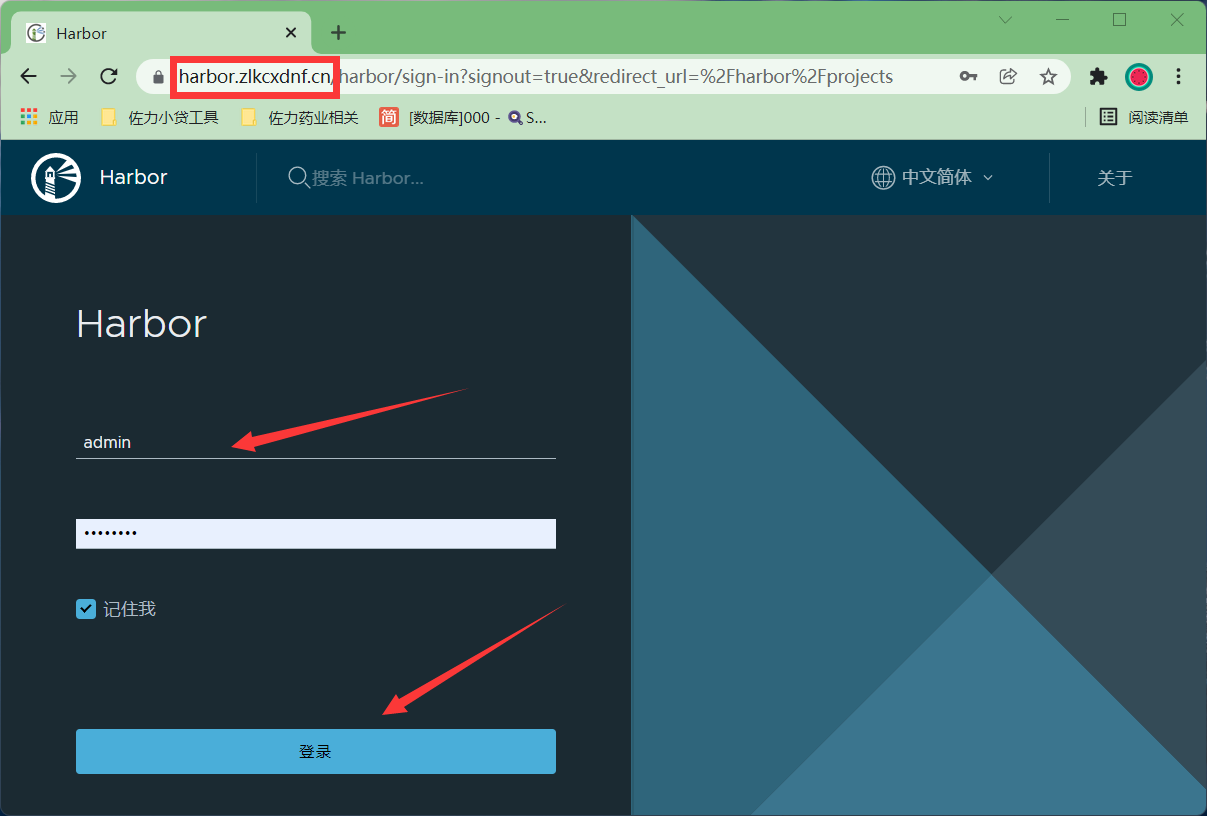 Harbor
harbor.zlkcxdnf.cn/harbor/sign-in?signout=true&redirect_url=%2Fharbor%2Fprojects
应用 佐力小贷工具 佐力药业相关 简 [数据库]000 - S... 阅读清单
Harbor 搜索 Harbor... 中文简体 关于
Harbor
admin
••••••••
记住我
登录